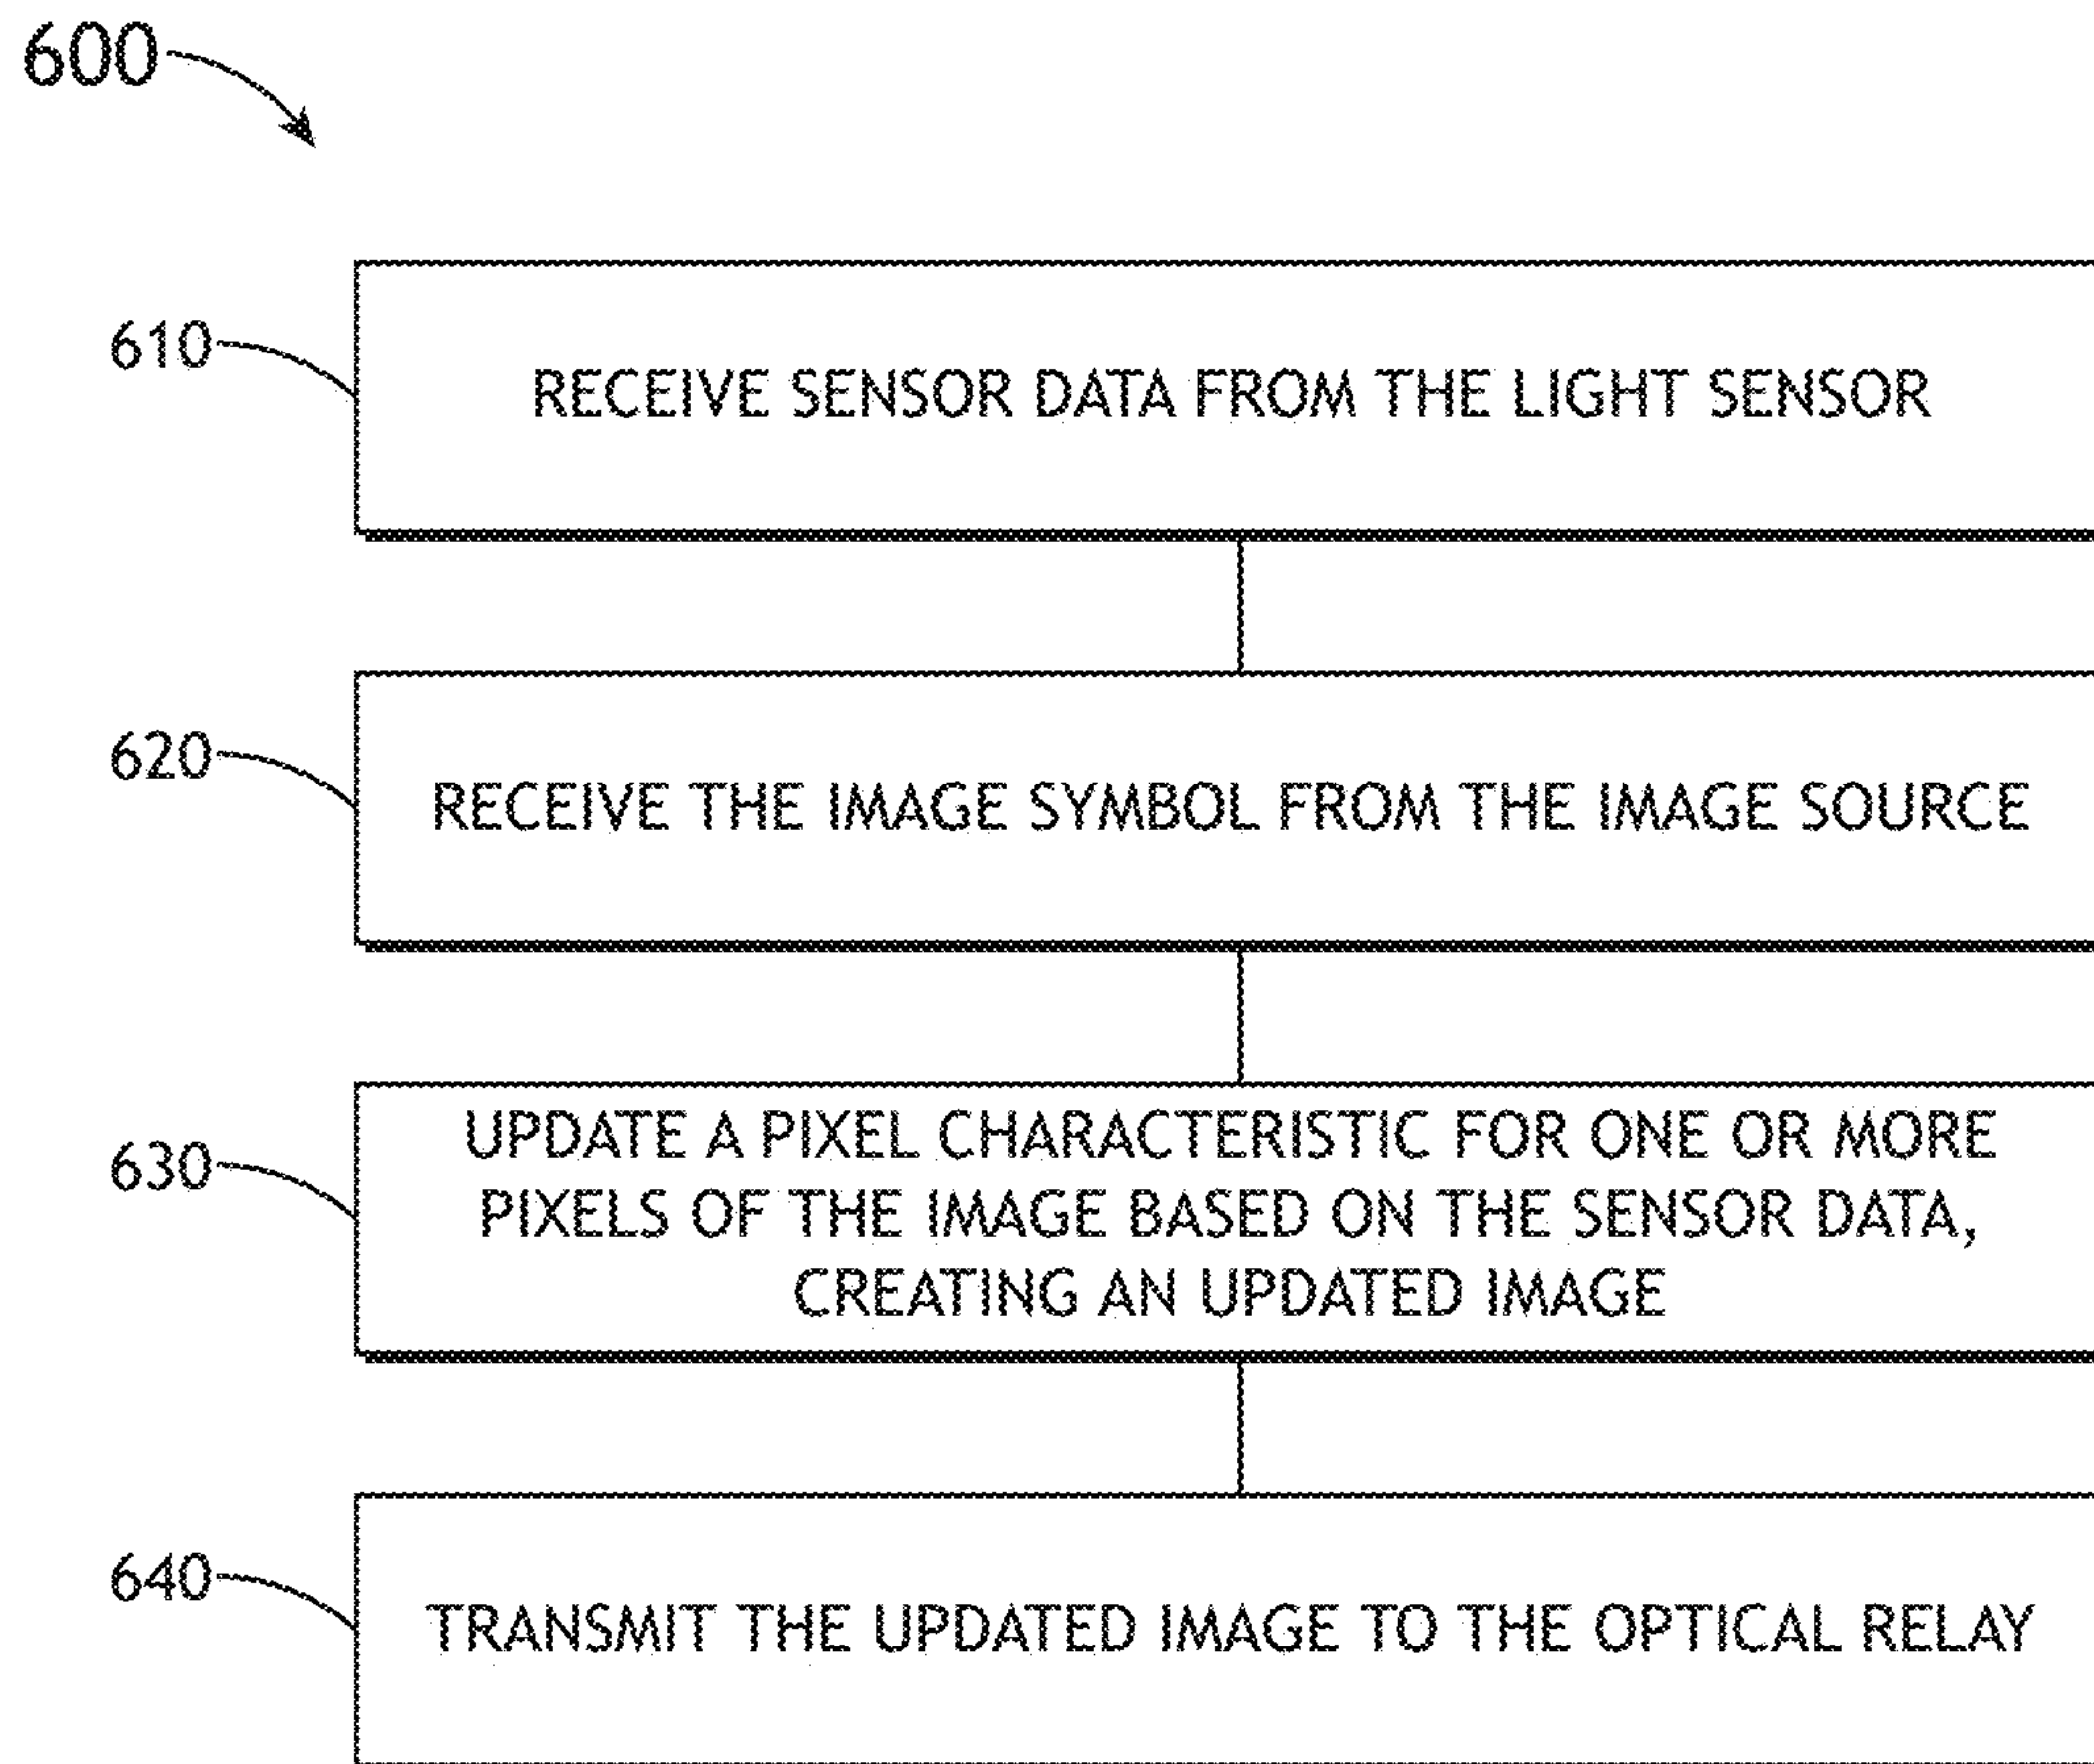 600
610
RECEIVE SENSOR DATA FROM THE LIGHT SENSOR
620
RECEIVE THE IMAGE SYMBOL FROM THE IMAGE SOURCE
630
UPDATE A PIXEL CHARACTERISTIC FOR ONE OR MORE
PIXELS OF THE IMAGE BASED ON THE SENSOR DATA,
CREATING AN UPDATED IMAGE
640
TRANSMIT THE UPDATED IMAGE TO THE OPTICAL RELAY